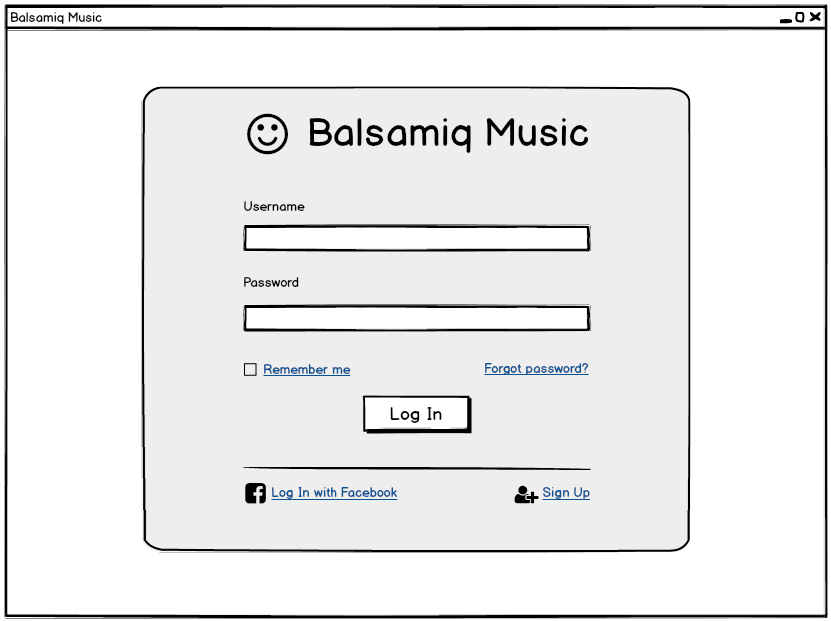 Balsamiq Music
Balsamiq Music
Username
Password
Remember me
Forgot password?
Log In
Log In with Facebook
Sign Up